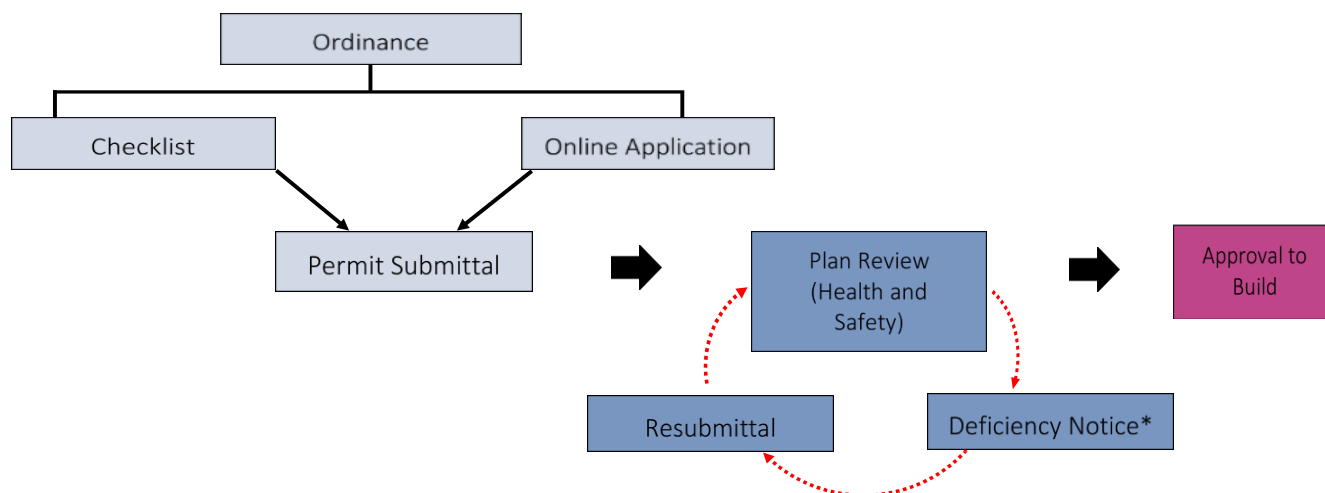 Ordinance
Checklist
Online Application
Permit Submittal
Plan Review
(Health and
Safety)
Approval to
Build
Resubmittal
Deficiency Notice*